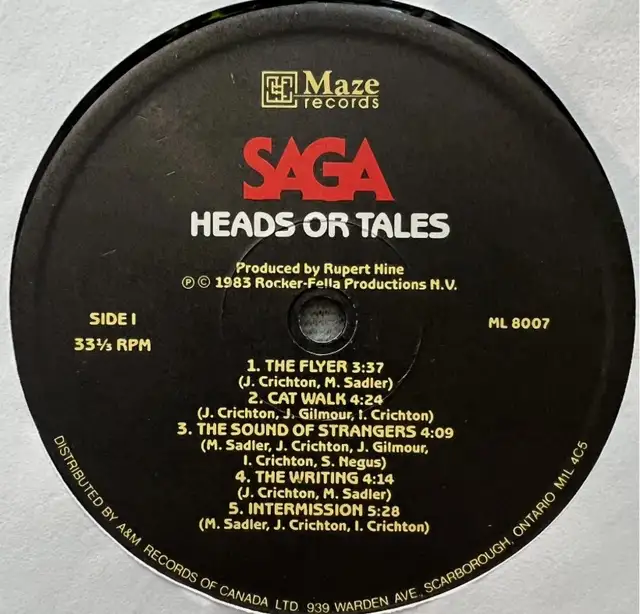 Maze
records
SAGA
HEADS OR TALES
Produced by Rupert Hine
℗ © 1983 Rocker-Fella Productions N.V.
SIDE I
33⅓ RPM
ML 8007
1. THE FLYER 3:37
(J. Crichton, M. Sadler)
2. CAT WALK 4:24
(J. Crichton, J. Gilmour, I. Crichton)
3. THE SOUND OF STRANGERS 4:09
(M. Sadler, J. Crichton, J. Gilmour,
I. Crichton, S. Negus)
4. THE WRITING 4:14
(J. Crichton, M. Sadler)
5. INTERMISSION 5:28
(M. Sadler, J. Crichton, I. Crichton)
DISTRIBUTED BY A&M RECORDS OF CANADA LTD. 939 WARDEN AVE., SCARBOROUGH, ONTARIO M1L 4C5